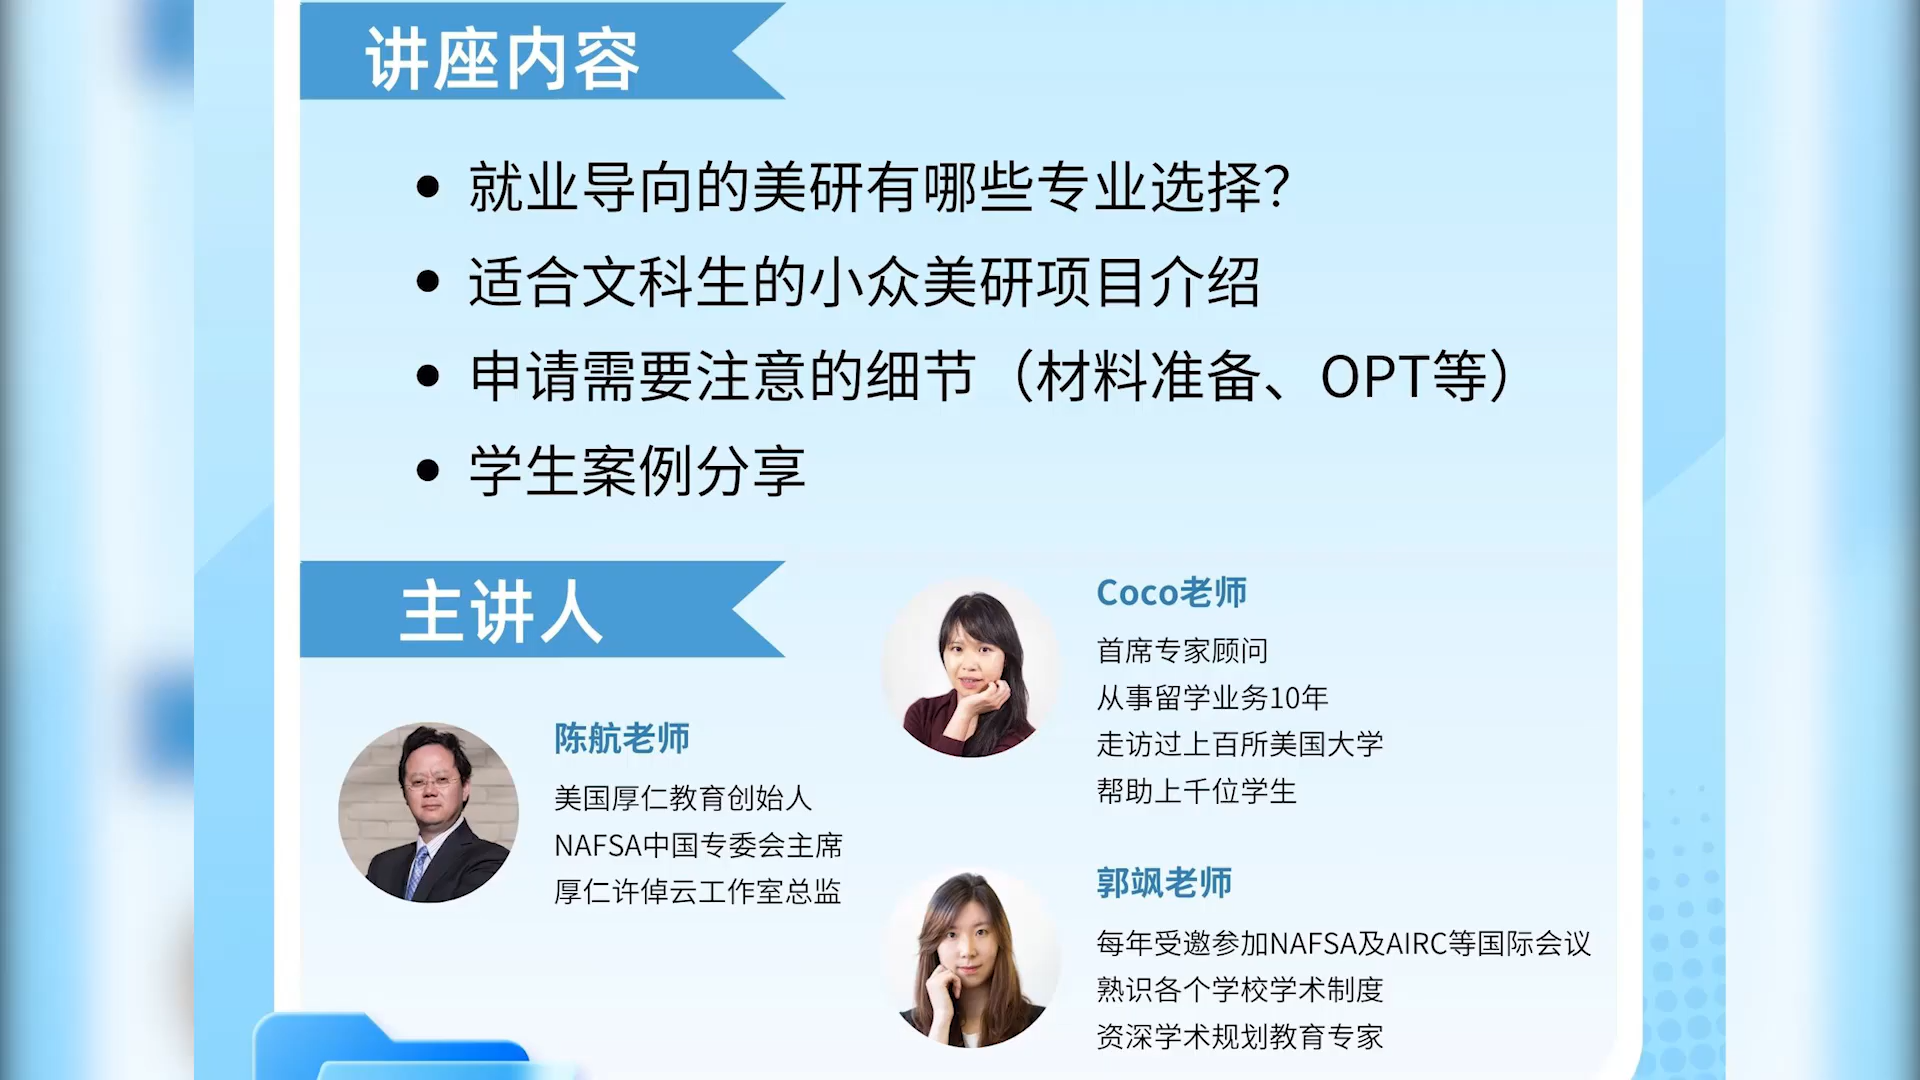 讲座内容
• 就业导向的美研有哪些专业选择?
• 适合文科生的小众美研项目介绍
• 申请需要注意的细节（材料准备、OPT等）
• 学生案例分享
主讲人
陈航老师
美国厚仁教育创始人
NAFSA中国专委会主席
厚仁许倬云工作室总监
Coco老师
首席专家顾问
从事留学业务10年
走访过上百所美国大学
帮助上千位学生
郭飒老师
每年受邀参加NAFSA及AIRC等国际会议
熟识各个学校学术制度
资深学术规划教育专家